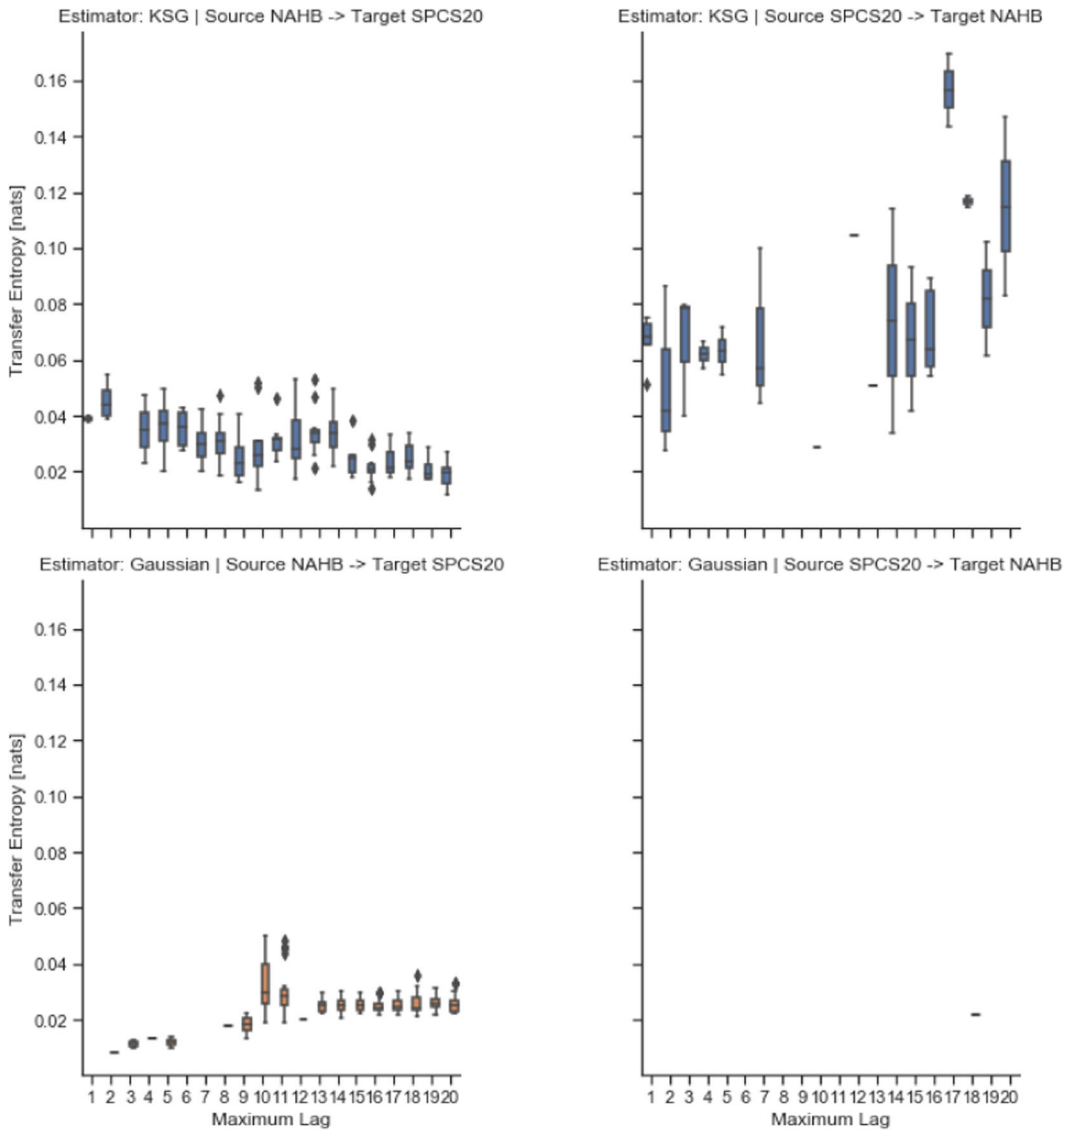 Estimator: KSG | Source NAHB -> Target SPCS20
Estimator: KSG | Source SPCS20 -> Target NAHB
0.16
0.14
0.12
0.10
0.08
0.06
0.04
0.02
Transfer Entropy [nats]
Estimator: Gaussian | Source NAHB -> Target SPCS20
Estimator: Gaussian | Source SPCS20 -> Target NAHB
0.16
0.14
0.12
0.10
0.08
0.06
0.04
0.02
Transfer Entropy [nats]
1 2 3 4 5 6 7 8 9 10 11 12 13 14 15 16 17 18 19 20
1 2 3 4 5 6 7 8 9 10 11 12 13 14 15 16 17 18 19 20
Maximum Lag
Maximum Lag